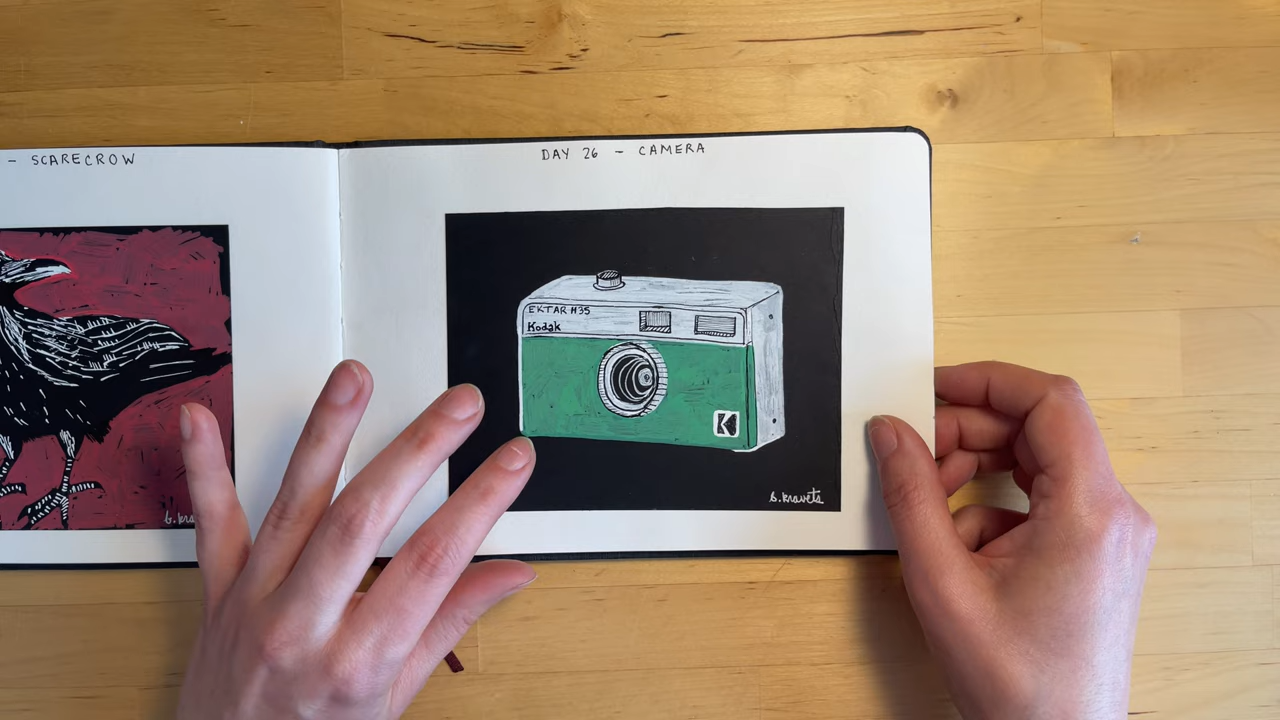 - SCARECROW
DAY 26 - CAMERA
EKTAR H35
Kodak
K
b. kravets